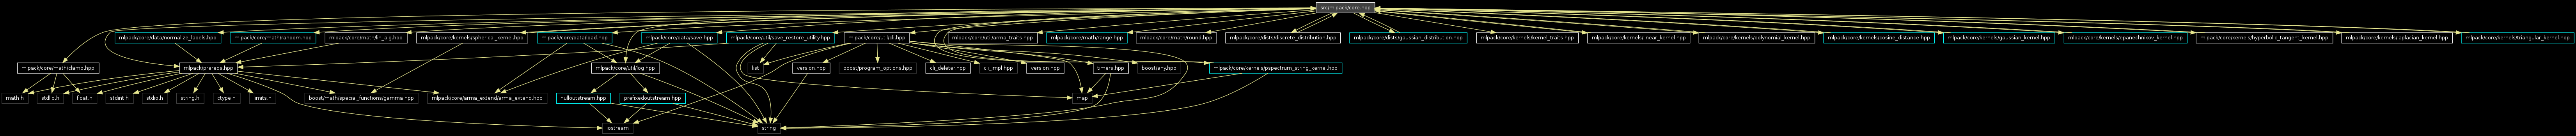 src/mlpack/core.hpp
mlpack/core/data/normalize_labels.hpp
mlpack/core/math/random.hpp
mlpack/core/math/lin_alg.hpp
mlpack/core/kernels/spherical_kernel.hpp
mlpack/core/data/load.hpp
mlpack/core/data/save.hpp
mlpack/core/util/save_restore_utility.hpp
mlpack/core/util/cli.hpp
mlpack/core/util/arma_traits.hpp
mlpack/core/math/range.hpp
mlpack/core/math/round.hpp
mlpack/core/dists/discrete_distribution.hpp
mlpack/core/dists/gaussian_distribution.hpp
mlpack/core/kernels/kernel_traits.hpp
mlpack/core/kernels/linear_kernel.hpp
mlpack/core/kernels/polynomial_kernel.hpp
mlpack/core/kernels/cosine_distance.hpp
mlpack/core/kernels/gaussian_kernel.hpp
mlpack/core/kernels/epanechnikov_kernel.hpp
mlpack/core/kernels/hyperbolic_tangent_kernel.hpp
mlpack/core/kernels/laplacian_kernel.hpp
mlpack/core/kernels/triangular_kernel.hpp
mlpack/core/math/clamp.hpp
mlpack/prereqs.hpp
mlpack/core/util/log.hpp
list
version.hpp
boost/program_options.hpp
cli_deleter.hpp
cli_impl.hpp
version.hpp
timers.hpp
boost/any.hpp
mlpack/core/kernels/pspectrum_string_kernel.hpp
math.h
stdlib.h
float.h
stdint.h
stdio.h
string.h
ctype.h
limits.h
boost/math/special_functions/gamma.hpp
mlpack/core/arma_extend/arma_extend.hpp
nulloutstream.hpp
prefixedoutstream.hpp
map
iostream
string